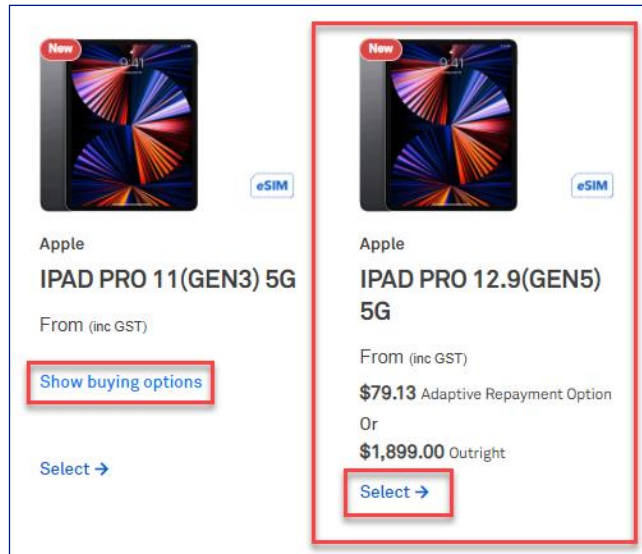 New
9:41
eSIM
Apple
IPAD PRO 11(GEN3) 5G
From (inc GST)
Show buying options
Select →
New
9:41
eSIM
Apple
IPAD PRO 12.9(GEN5)
5G
From (inc GST)
$79.13 Adaptive Repayment Option
Or
$1,899.00 Outright
Select →